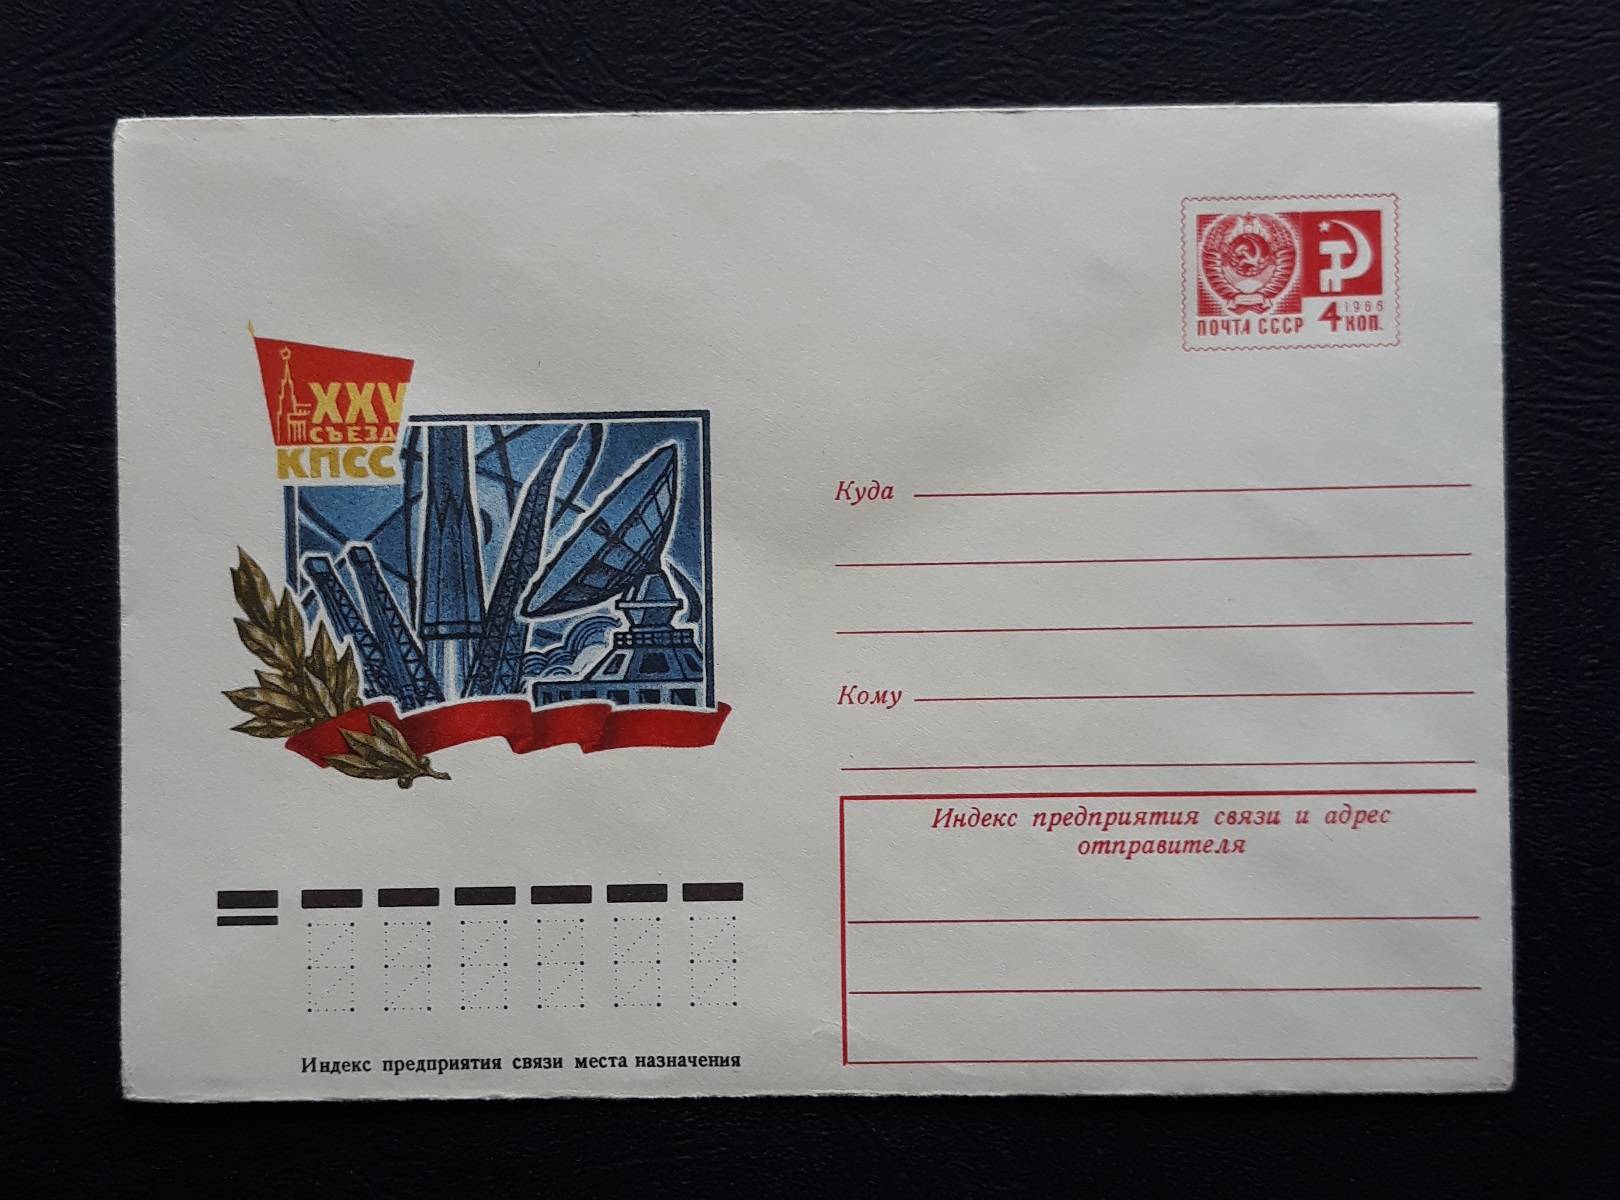 ПОЧТА СССР
1966
4 КОП.
XXV
СЪЕЗД
КПСС
Куда
Кому
Индекс предприятия связи и адрес
отправителя
Индекс предприятия связи места назначения